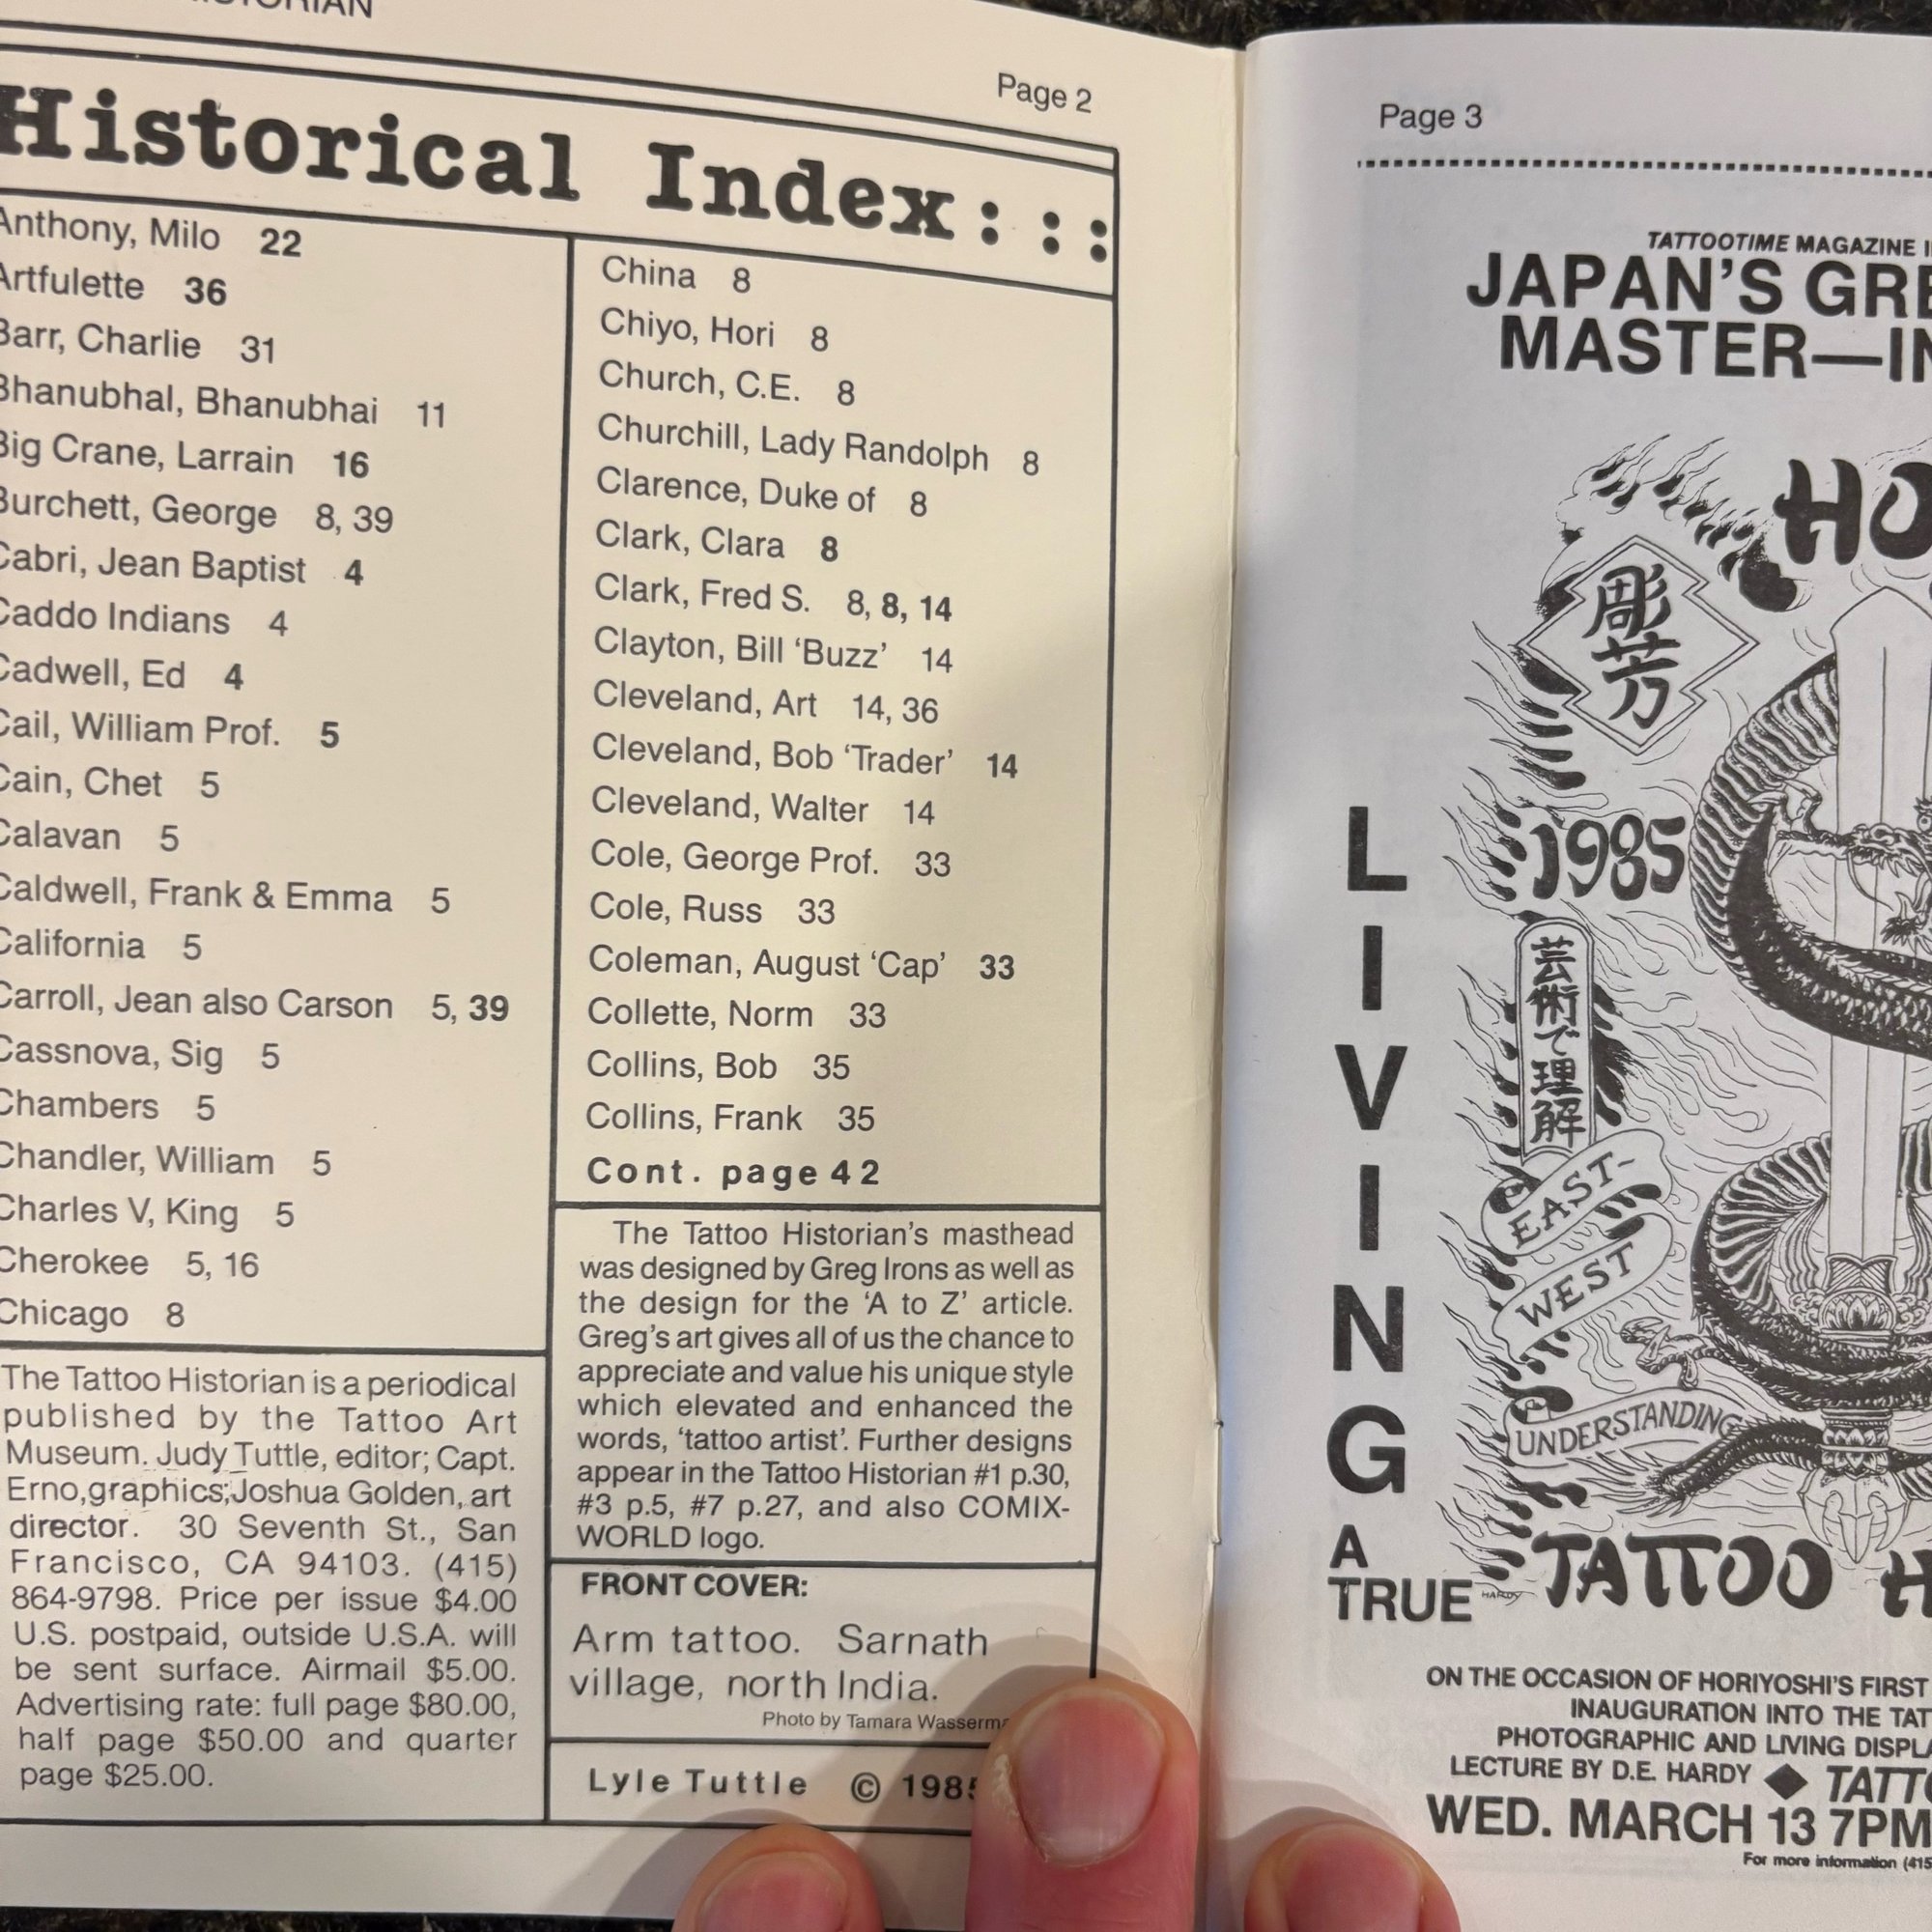 Page 2
Historical Index:::
Anthony, Milo 22
Artfulette 36
Barr, Charlie 31
Bhanubhal, Bhanubhai 11
Big Crane, Larrain 16
Burchett, George 8, 39
Cabri, Jean Baptist 4
Caddo Indians 4
Cadwell, Ed 4
Cail, William Prof. 5
Cain, Chet 5
Calavan 5
Caldwell, Frank & Emma 5
California 5
Carroll, Jean also Carson 5, 39
Cassnova, Sig 5
Chambers 5
Chandler, William 5
Charles V, King 5
Cherokee 5, 16
Chicago 8
The Tattoo Historian is a periodical
published by the Tattoo Art
Museum. Judy Tuttle, editor; Capt.
Erno,graphics;Joshua Golden, art
director. 30 Seventh St., San
Francisco, CA 94103. (415)
864-9798. Price per issue $4.00
U.S. postpaid, outside U.S.A. will
be sent surface. Airmail $5.00.
Advertising rate: full page $80.00,
half page $50.00 and quarter
page $25.00.
China 8
Chiyo, Hori 8
Church, C.E. 8
Churchill, Lady Randolph 8
Clarence, Duke of 8
Clark, Clara 8
Clark, Fred S. 8, 8, 14
Clayton, Bill ‘Buzz’ 14
Cleveland, Art 14, 36
Cleveland, Bob ‘Trader’ 14
Cleveland, Walter 14
Cole, George Prof. 33
Cole, Russ 33
Coleman, August ‘Cap’ 33
Collette, Norm 33
Collins, Bob 35
Collins, Frank 35
Cont. page 42
The Tattoo Historian’s masthead
was designed by Greg Irons as well as
the design for the ‘A to Z’ article.
Greg’s art gives all of us the chance to
appreciate and value his unique style
which elevated and enhanced the
words, ‘tattoo artist’. Further designs
appear in the Tattoo Historian #1 p.30,
#3 p.5, #7 p.27, and also COMIX-
WORLD logo.
FRONT COVER:
Arm tattoo. Sarnath
village, north India.
Photo by Tamara
Lyle Tuttle © 1985
Page 3
TATTOOTIME MAGAZINE
JAPAN’S
MASTER—
彫芳
1985
芸術で理解
EAST-
WEST
UNDERSTANDING
LIVING
A
TRUE
HARDY
TATTOO
ON THE OCCASION OF HORIYOSHI’S FIRST
INAUGURATION INTO THE
PHOTOGRAPHIC AND LIVING
LECTURE BY D.E. HARDY ◆
WED. MARCH 13 7PM
For more information (415